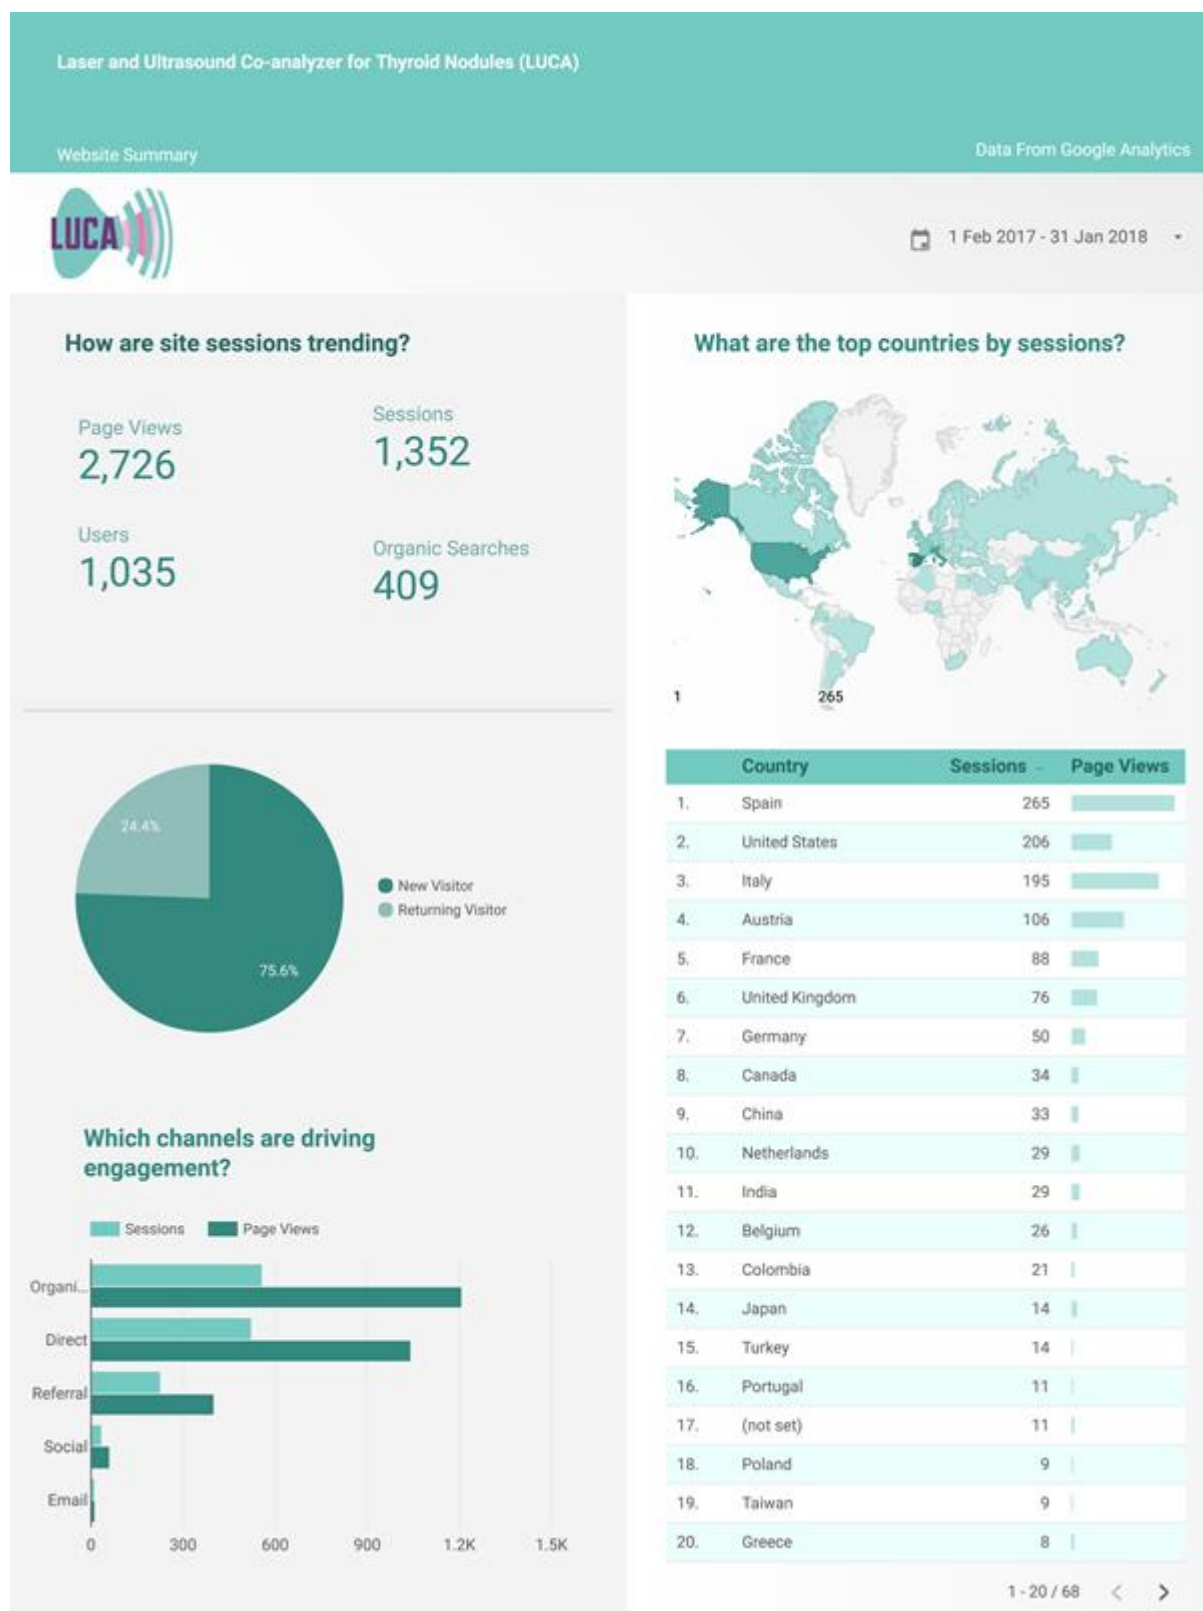 Laser and Ultrasound Co-analyzer for Thyroid Nodules (LUCA)
Website Summary
Data From Google Analytics
LUCA
1 Feb 2017 - 31 Jan 2018
How are site sessions trending?
Page Views
2,726
Sessions
1,352
Users
1,035
Organic Searches
409
24.4%
75.6%
New Visitor
Returning Visitor
Which channels are driving
engagement?
Sessions Page Views
Organi...
Direct
Referral
Social
Email
0 300 600 900 1.2K 1.5K
What are the top countries by sessions?
1 265
Country Sessions Page Views
1. Spain 265
2. United States 206
3. Italy 195
4. Austria 106
5. France 88
6. United Kingdom 76
7. Germany 50
8. Canada 34
9. China 33
10. Netherlands 29
11. India 29
12. Belgium 26
13. Colombia 21
14. Japan 14
15. Turkey 14
16. Portugal 11
17. (not set) 11
18. Poland 9
19. Taiwan 9
20. Greece 8
1 - 20 / 68 < >